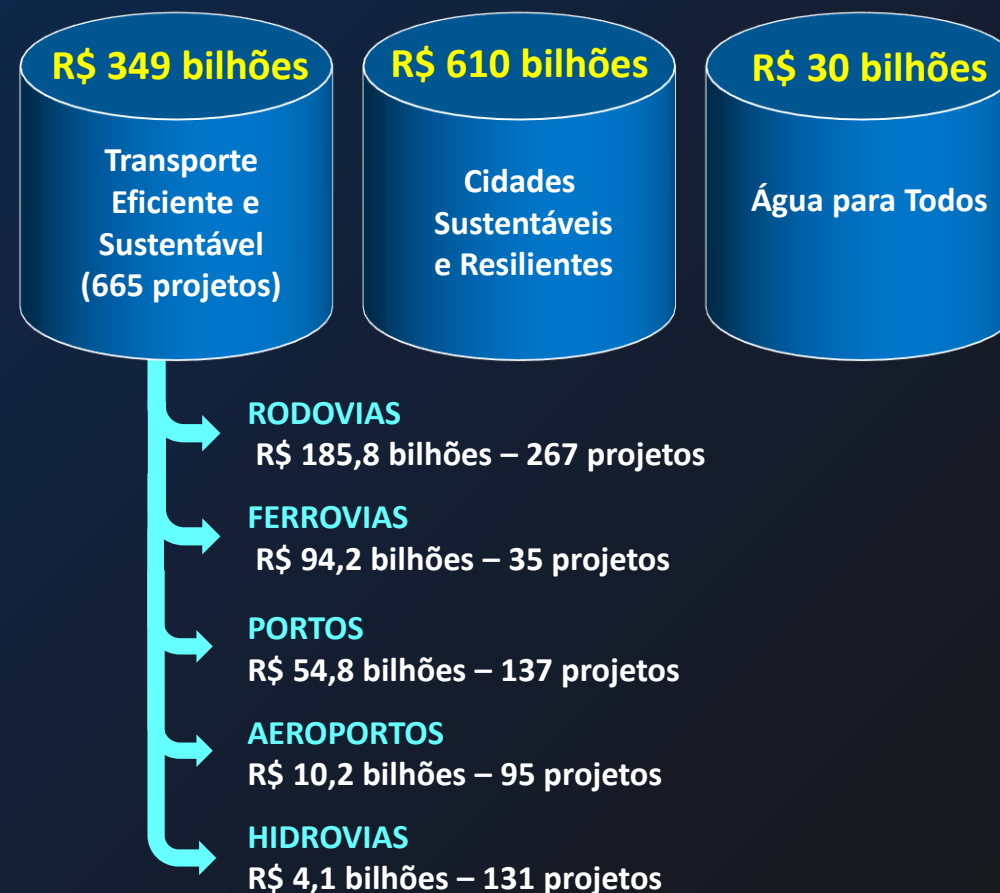 R$ 349 bilhões
Transporte
Eficiente e
Sustentável
(665 projetos)
R$ 610 bilhões
Cidades
Sustentáveis
e Resilientes
R$ 30 bilhões
Água para Todos
RODOVIAS
R$ 185,8 bilhões – 267 projetos
FERROVIAS
R$ 94,2 bilhões – 35 projetos
PORTOS
R$ 54,8 bilhões – 137 projetos
AEROPORTOS
R$ 10,2 bilhões – 95 projetos
HIDROVIAS
R$ 4,1 bilhões – 131 projetos